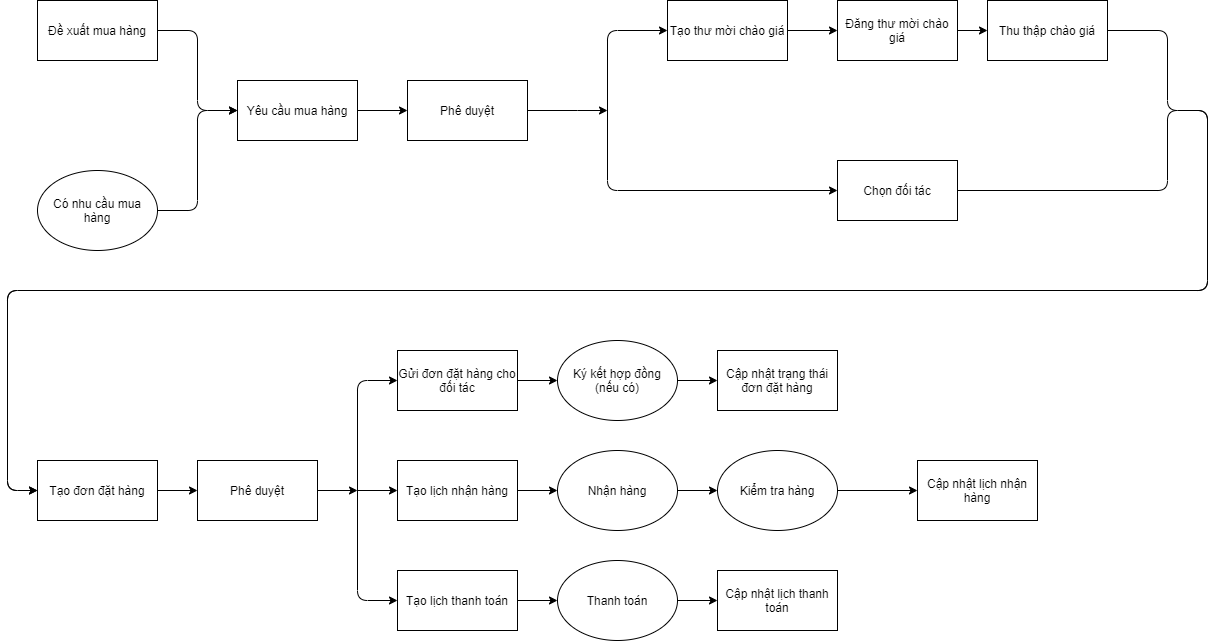 Đề xuất mua hàng
Tạo thư mời chào giá
Đăng thư mời chào
giá
Thu thập chào giá
Yêu cầu mua hàng
Phê duyệt
Có nhu cầu mua
hàng
Chọn đối tác
Gửi đơn đặt hàng cho
đối tác
Ký kết hợp đồng
(nếu có)
Cập nhật trạng thái
đơn đặt hàng
Tạo đơn đặt hàng
Phê duyệt
Tạo lịch nhận hàng
Nhận hàng
Kiểm tra hàng
Cập nhật lịch nhận
hàng
Tạo lịch thanh toán
Thanh toán
Cập nhật lịch thanh
toán